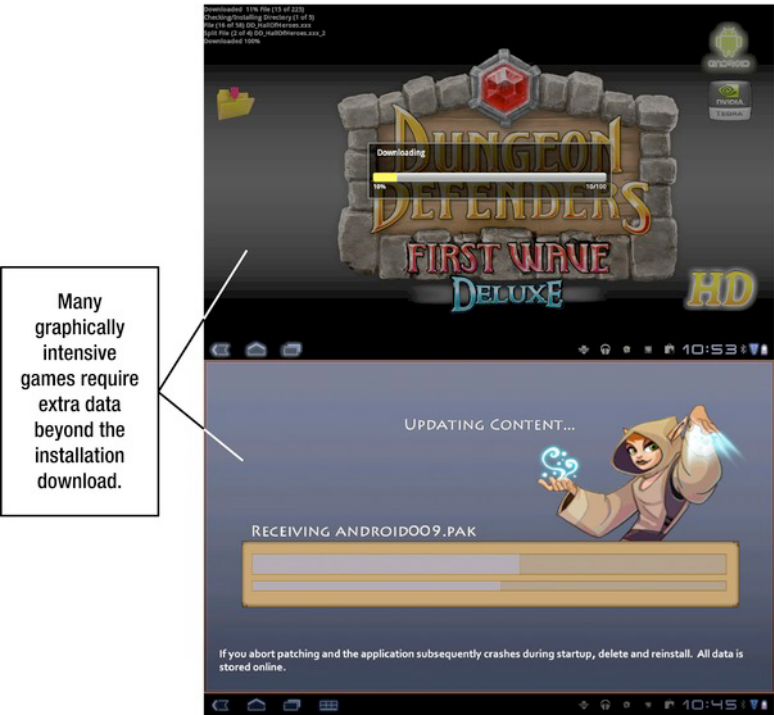 Downloaded 11% File (15 of 225)
Checking/Installing Directory (1 of 5)
File (16 of 58) DD_HallOfHeroes.xxx
Split File (2 of 4) DD_HallOfHeroes.xxx_2
Downloaded 100%
ANDROID
NVIDIA
TEGRA
DUNGEON
Downloading
10%
10/100
DEFENDERS
FIRST WAVE
DELUXE
HD
10:53
Many
graphically
intensive
games require
extra data
beyond the
installation
download.
UPDATING CONTENT...
RECEIVING ANDROID009.PAK
If you abort patching and the application subsequently crashes during startup, delete and reinstall. All data is
stored online.
10:45